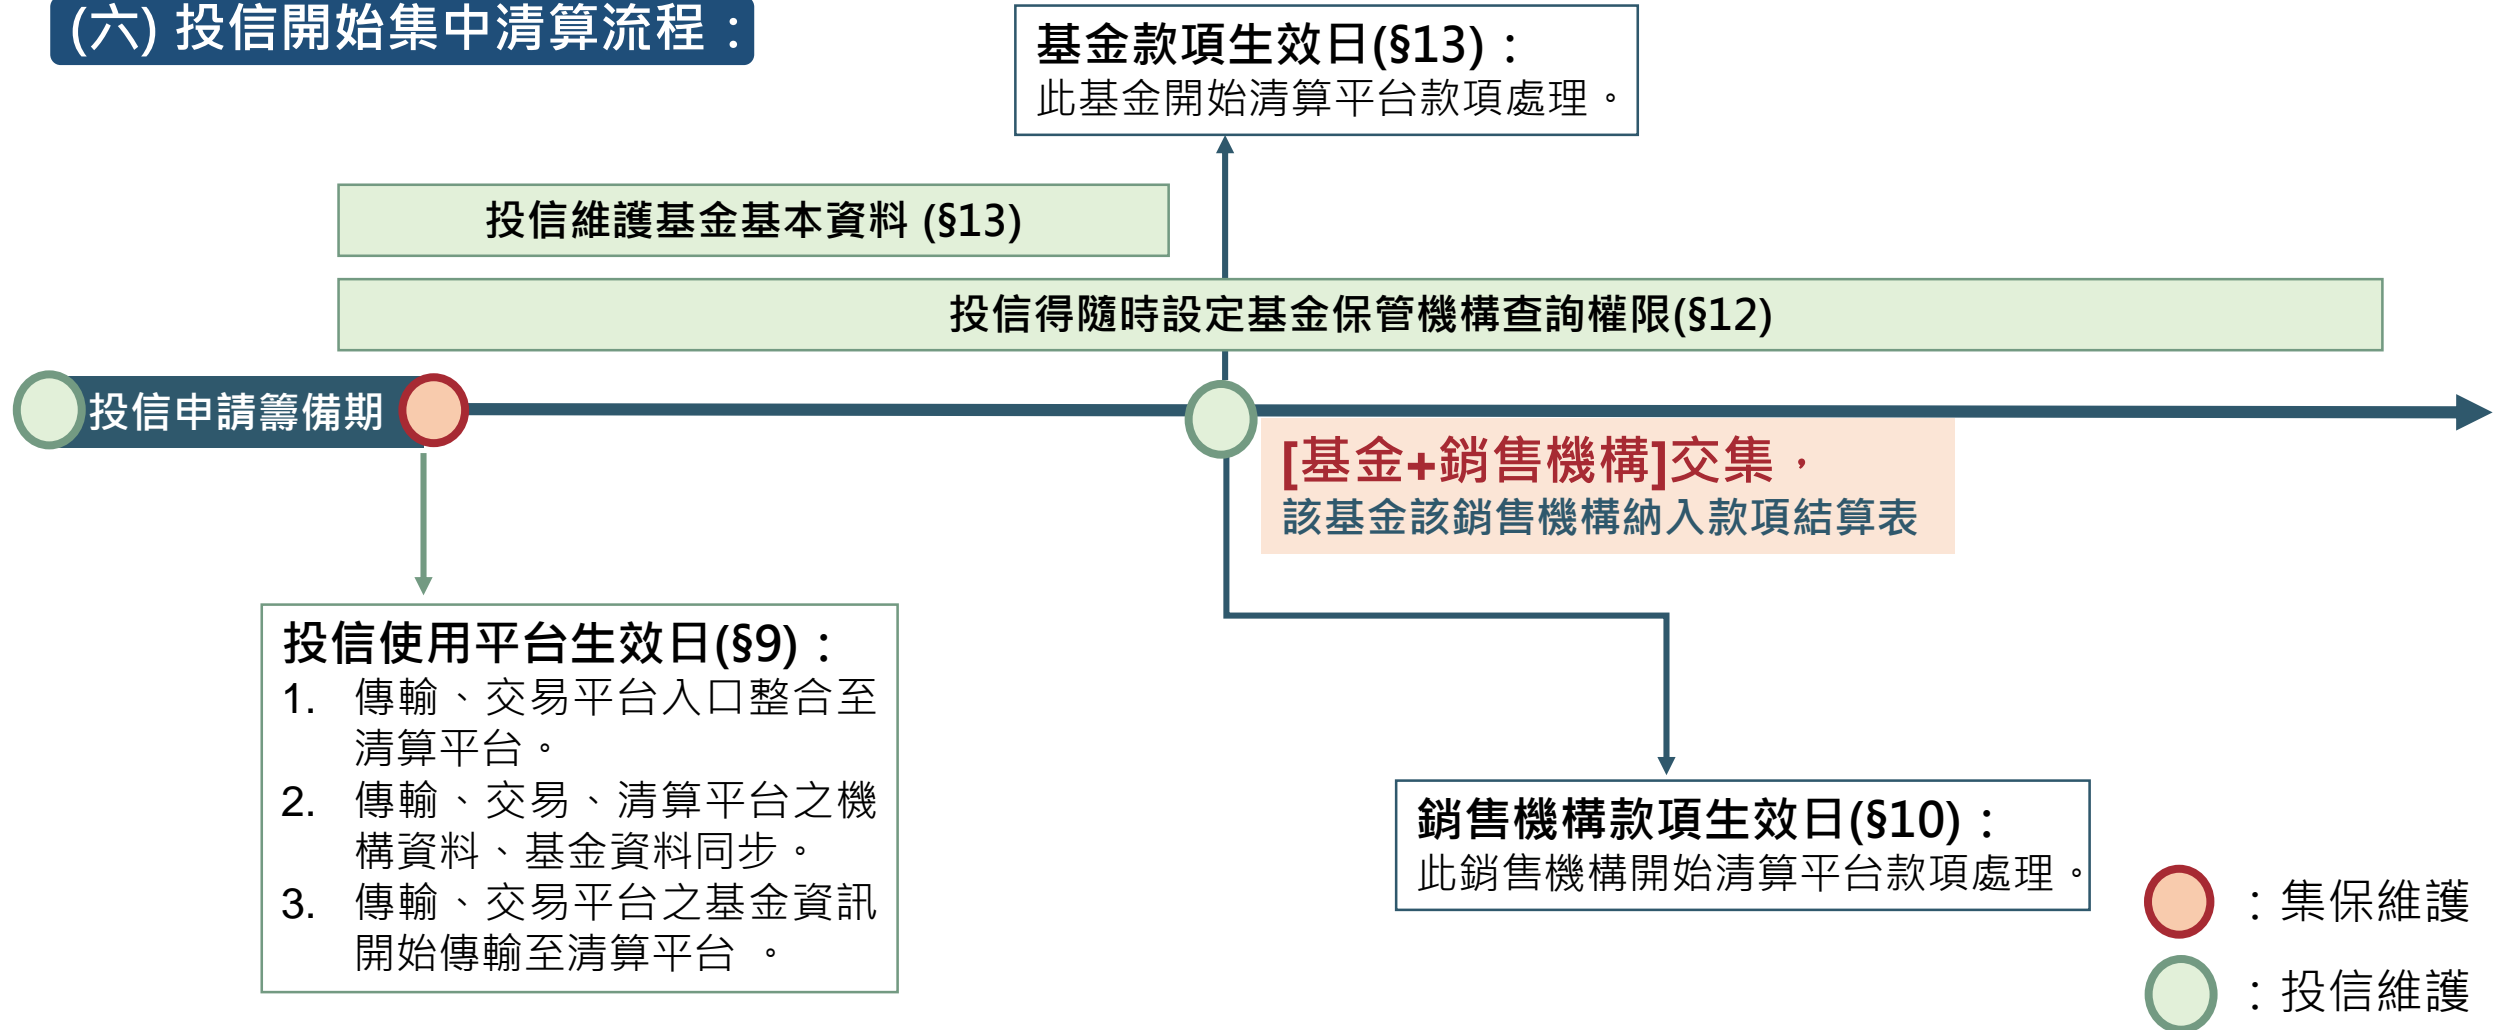 (六) 投信開始集中清算流程：
基金款項生效日(§13)：
此基金開始清算平台款項處理。
投信維護基金基本資料 (§13)
投信得隨時設定基金保管機構查詢權限(§12)
投信申請籌備期
[基金+銷售機構]交集，
該基金該銷售機構納入款項結算表
投信使用平台生效日(§9)：
1. 傳輸、交易平台入口整合至
清算平台。
2. 傳輸、交易、清算平台之機
構資料、基金資料同步。
3. 傳輸、交易平台之基金資訊
開始傳輸至清算平台 。
銷售機構款項生效日(§10)：
此銷售機構開始清算平台款項處理。
：集保維護
：投信維護